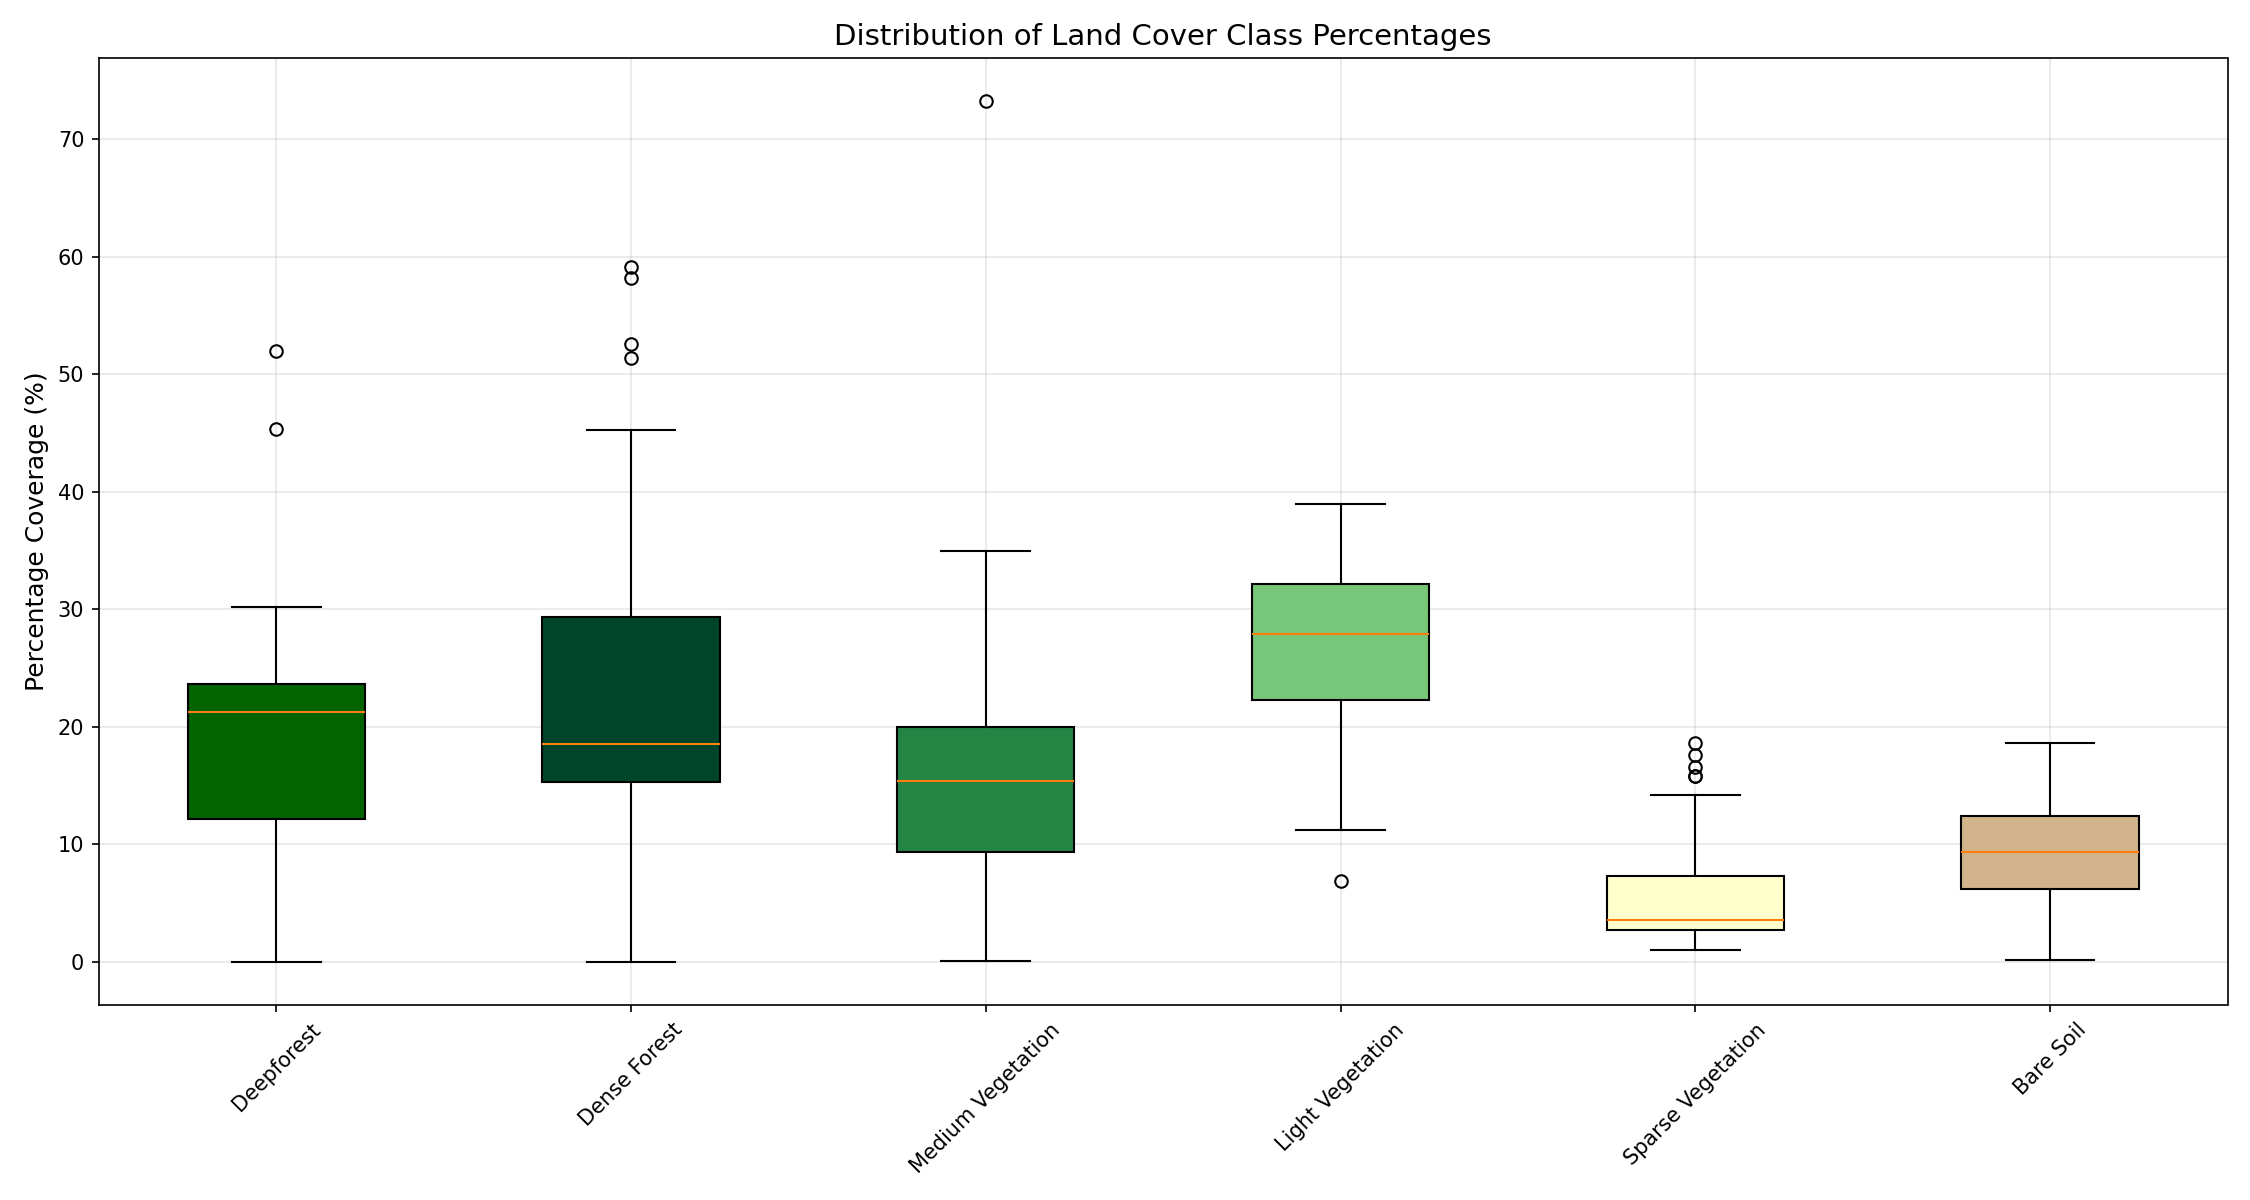 Distribution of Land Cover Class Percentages
Percentage Coverage (%)
70
60
50
40
30
20
10
0
Deepforest
Dense Forest
Medium Vegetation
Light Vegetation
Sparse Vegetation
Bare Soil